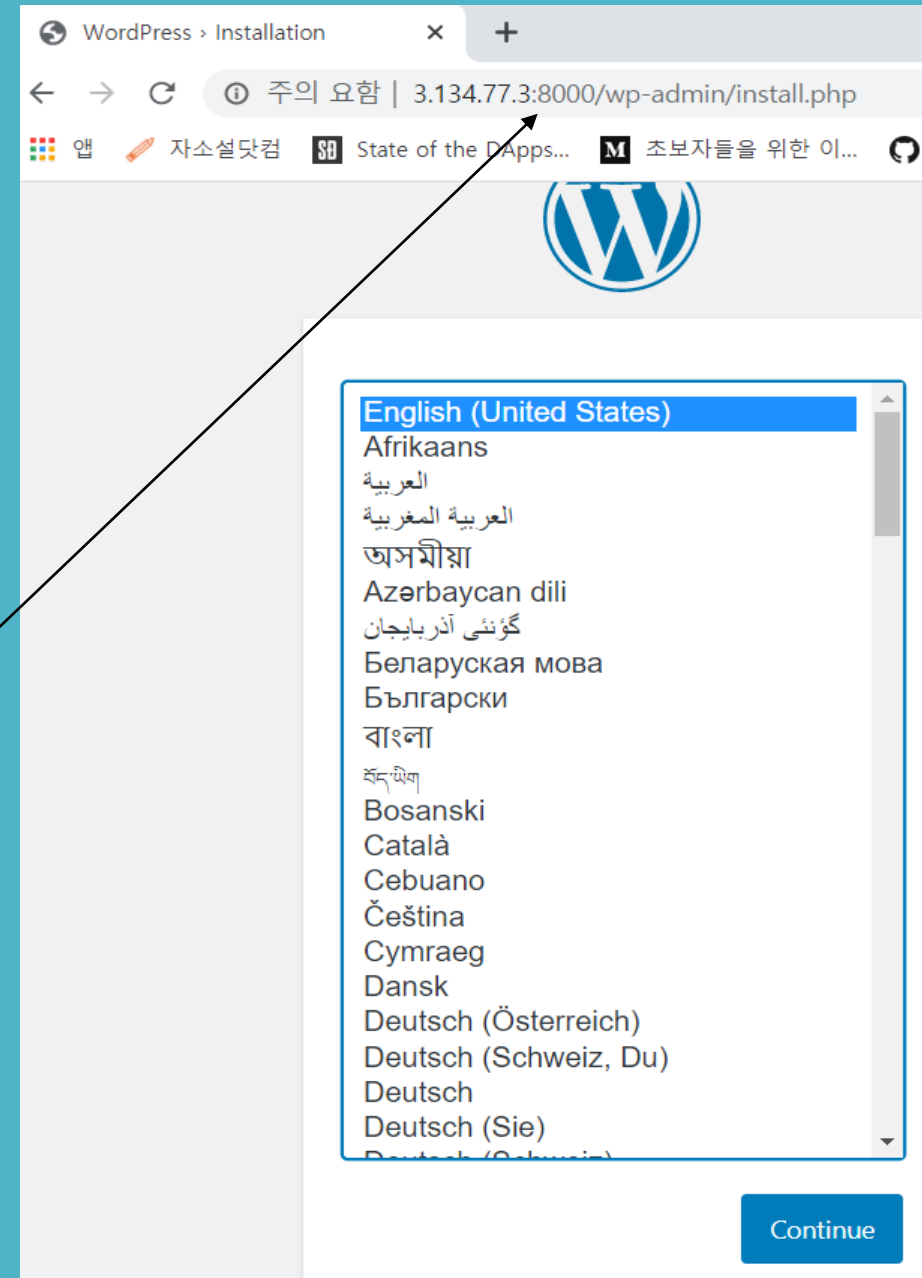 WordPress › Installation
주의 요함 | 3.134.77.3:8000/wp-admin/install.php
앱 자소설닷컴 State of the DApps... M 초보자들을 위한 이...
English (United States)
Afrikaans
العربية
العربية المغربية
অসমীয়া
Azərbaycan dili
گؤنئی آذربایجان
Беларуская мова
Български
বাংলা
བོད་ཡིག
Bosanski
Català
Cebuano
Čeština
Cymraeg
Dansk
Deutsch (Österreich)
Deutsch (Schweiz, Du)
Deutsch
Deutsch (Sie)
Deutsch (Schweiz)
Continue